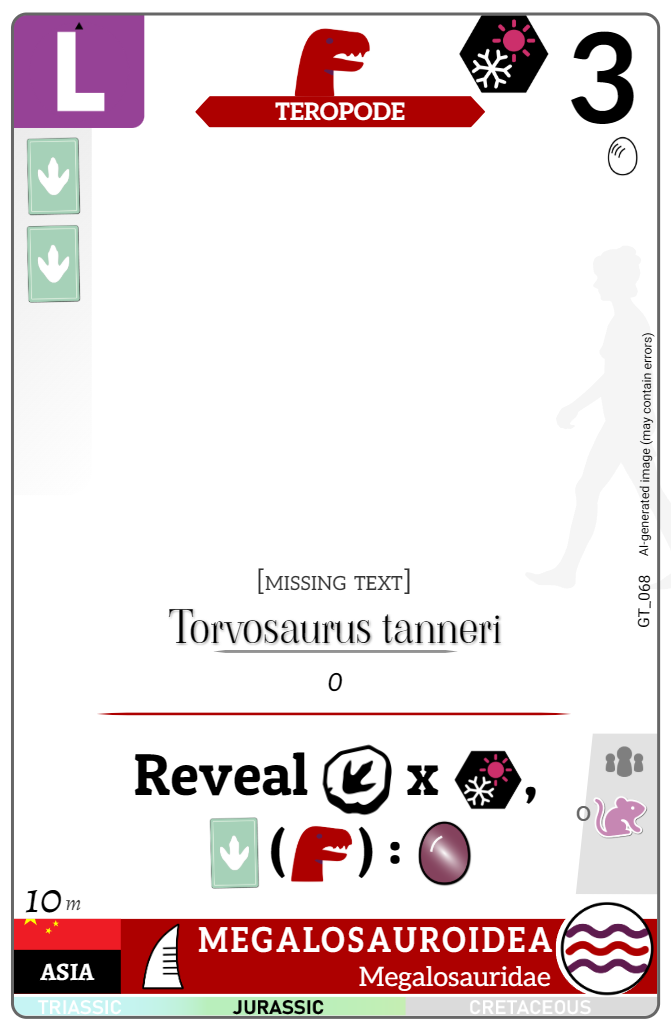 L
TEROPODE
3
AI-generated image (may contain errors)
GT_068
[MISSING TEXT]
Torvosaurus tanneri
0
Reveal x ,
( ) :
0
10 m
ASIA
MEGALOSAUROIDEA
Megalosauridae
TRIASSIC JURASSIC CRETACEOUS